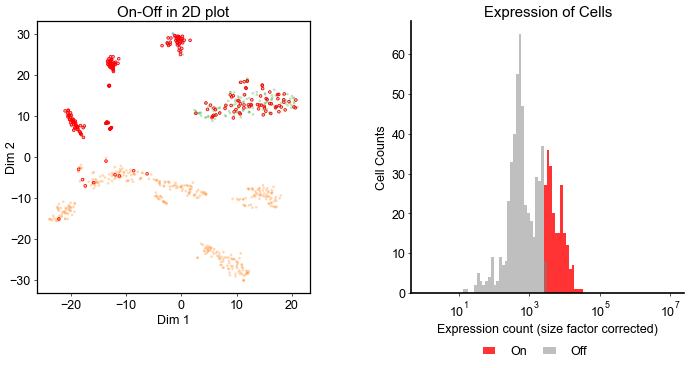 On-Off in 2D plot
Dim 2
30
20
10
0
−10
−20
−30
−20
−10
0
10
20
Dim 1
Expression of Cells
Cell Counts
60
50
40
30
20
10
0
10^1
10^3
10^5
10^7
Expression count (size factor corrected)
On
Off